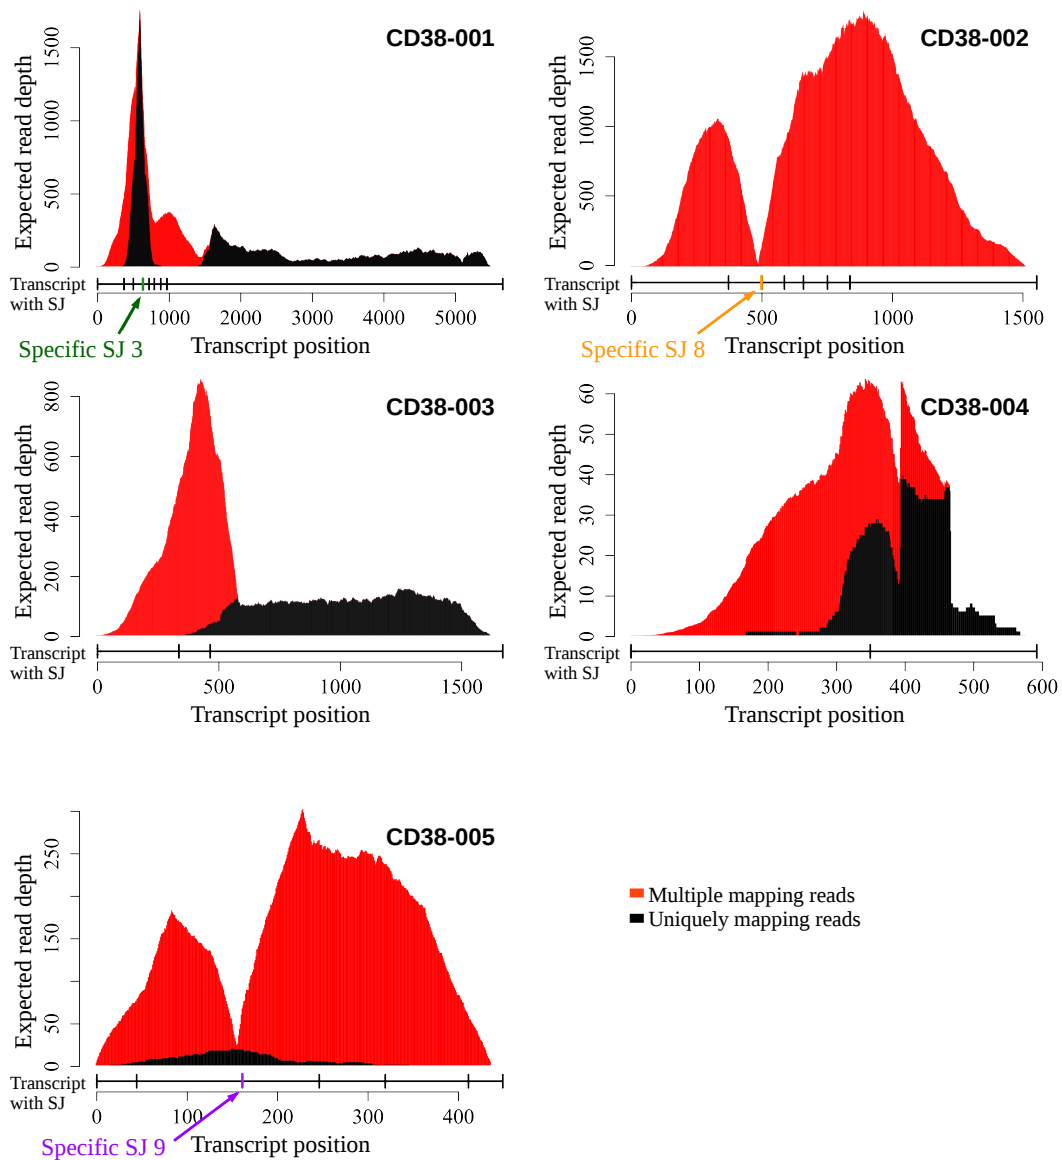 CD38-001
Expected read depth
0 500 1000 1500
Transcript
with SJ
0 1000 2000 3000 4000 5000
Specific SJ 3
Transcript position
CD38-002
Expected read depth
0 500 1000 1500
Transcript
with SJ
500 1000 1500
0
Specific SJ 8
Transcript position
CD38-003
Expected read depth
0 200 400 600 800
Transcript
with SJ
0 500 1000 1500
Transcript position
CD38-004
Expected read depth
0 10 20 30 40 50 60
Transcript
with SJ
0 100 200 300 400 500 600
Transcript position
CD38-005
Expected read depth
0 50 150 250
Transcript
with SJ
0 100 200 300 400
Specific SJ 9
Transcript position
Multiple mapping reads
Uniquely mapping reads